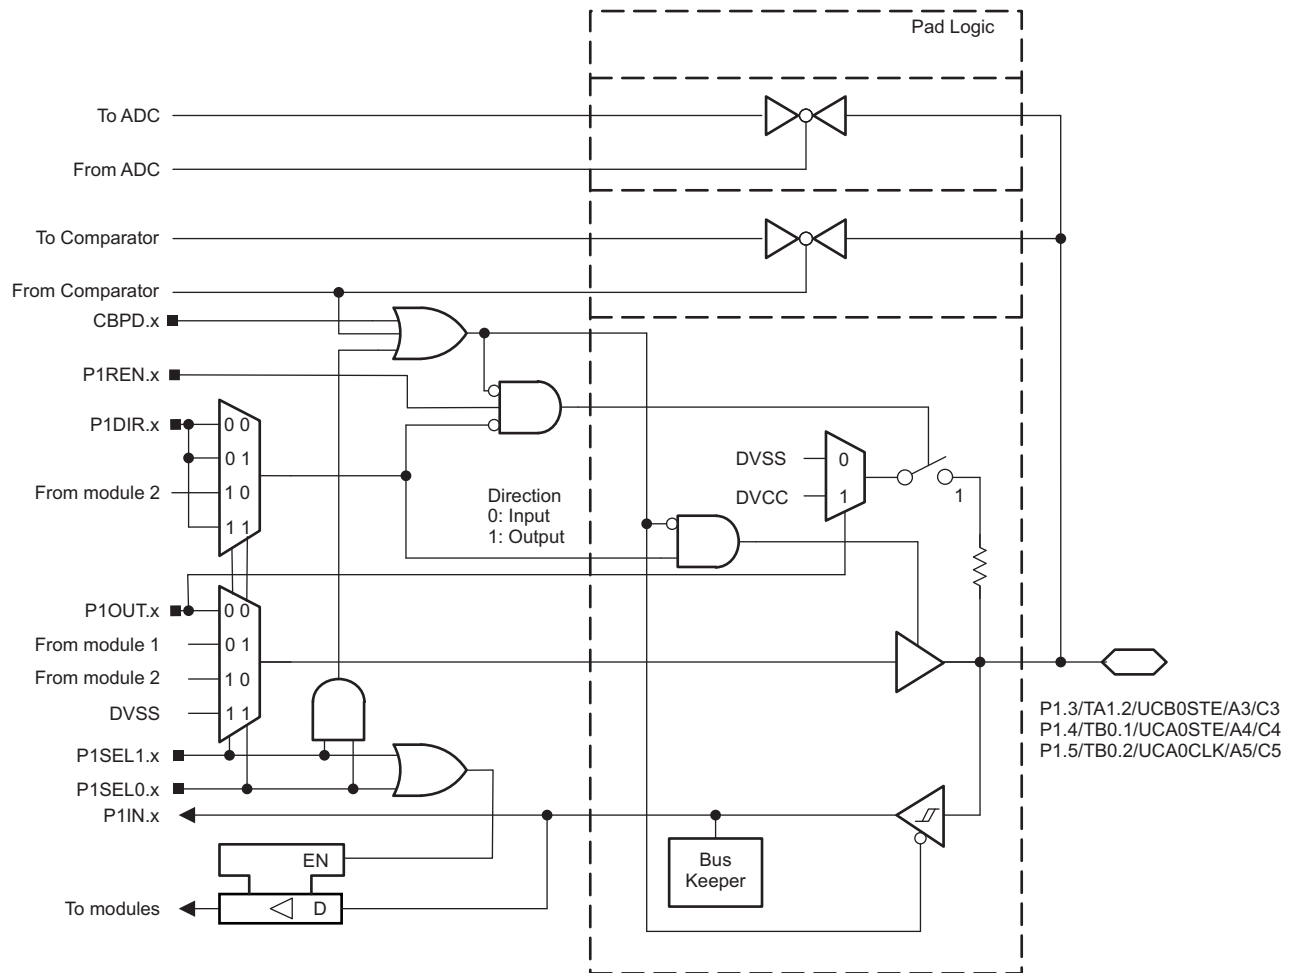 Pad Logic
To ADC
From ADC
To Comparator
From Comparator
CBPD.x
P1REN.x
P1DIR.x
0 0
0 1
From module 2
1 0
1 1
Direction
0: Input
1: Output
DVSS
0
DVCC
1
1
P1OUT.x
0 0
From module 1
0 1
From module 2
1 0
DVSS
1 1
P1SEL1.x
P1SEL0.x
P1IN.x
P1.3/TA1.2/UCB0STE/A3/C3
P1.4/TB0.1/UCA0STE/A4/C4
P1.5/TB0.2/UCA0CLK/A5/C5
Bus
Keeper
EN
To modules
D